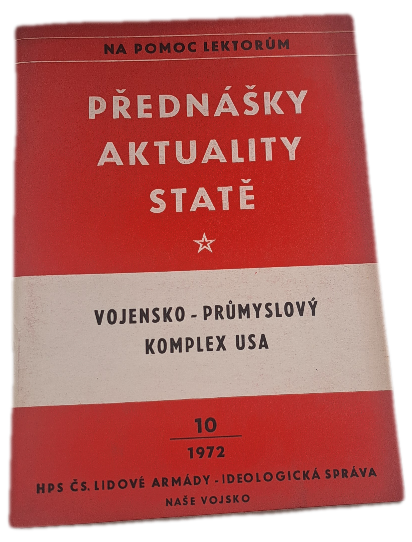 NA POMOC LEKTORŮM
PŘEDNÁŠKY
AKTUALITY
STATĚ
VOJENSKO - PRŮMYSLOVÝ
KOMPLEX USA
10
1972
HPS ČS. LIDOVÉ ARMÁDY - IDEOLOGICKÁ SPRÁVA
NAŠE VOJSKO